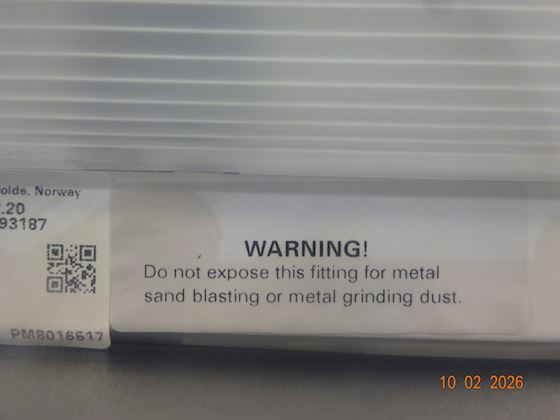 olde, Norway
.20
93187
WARNING!
Do not expose this fitting for metal
sand blasting or metal grinding dust.
PM8016617
10 02 2026